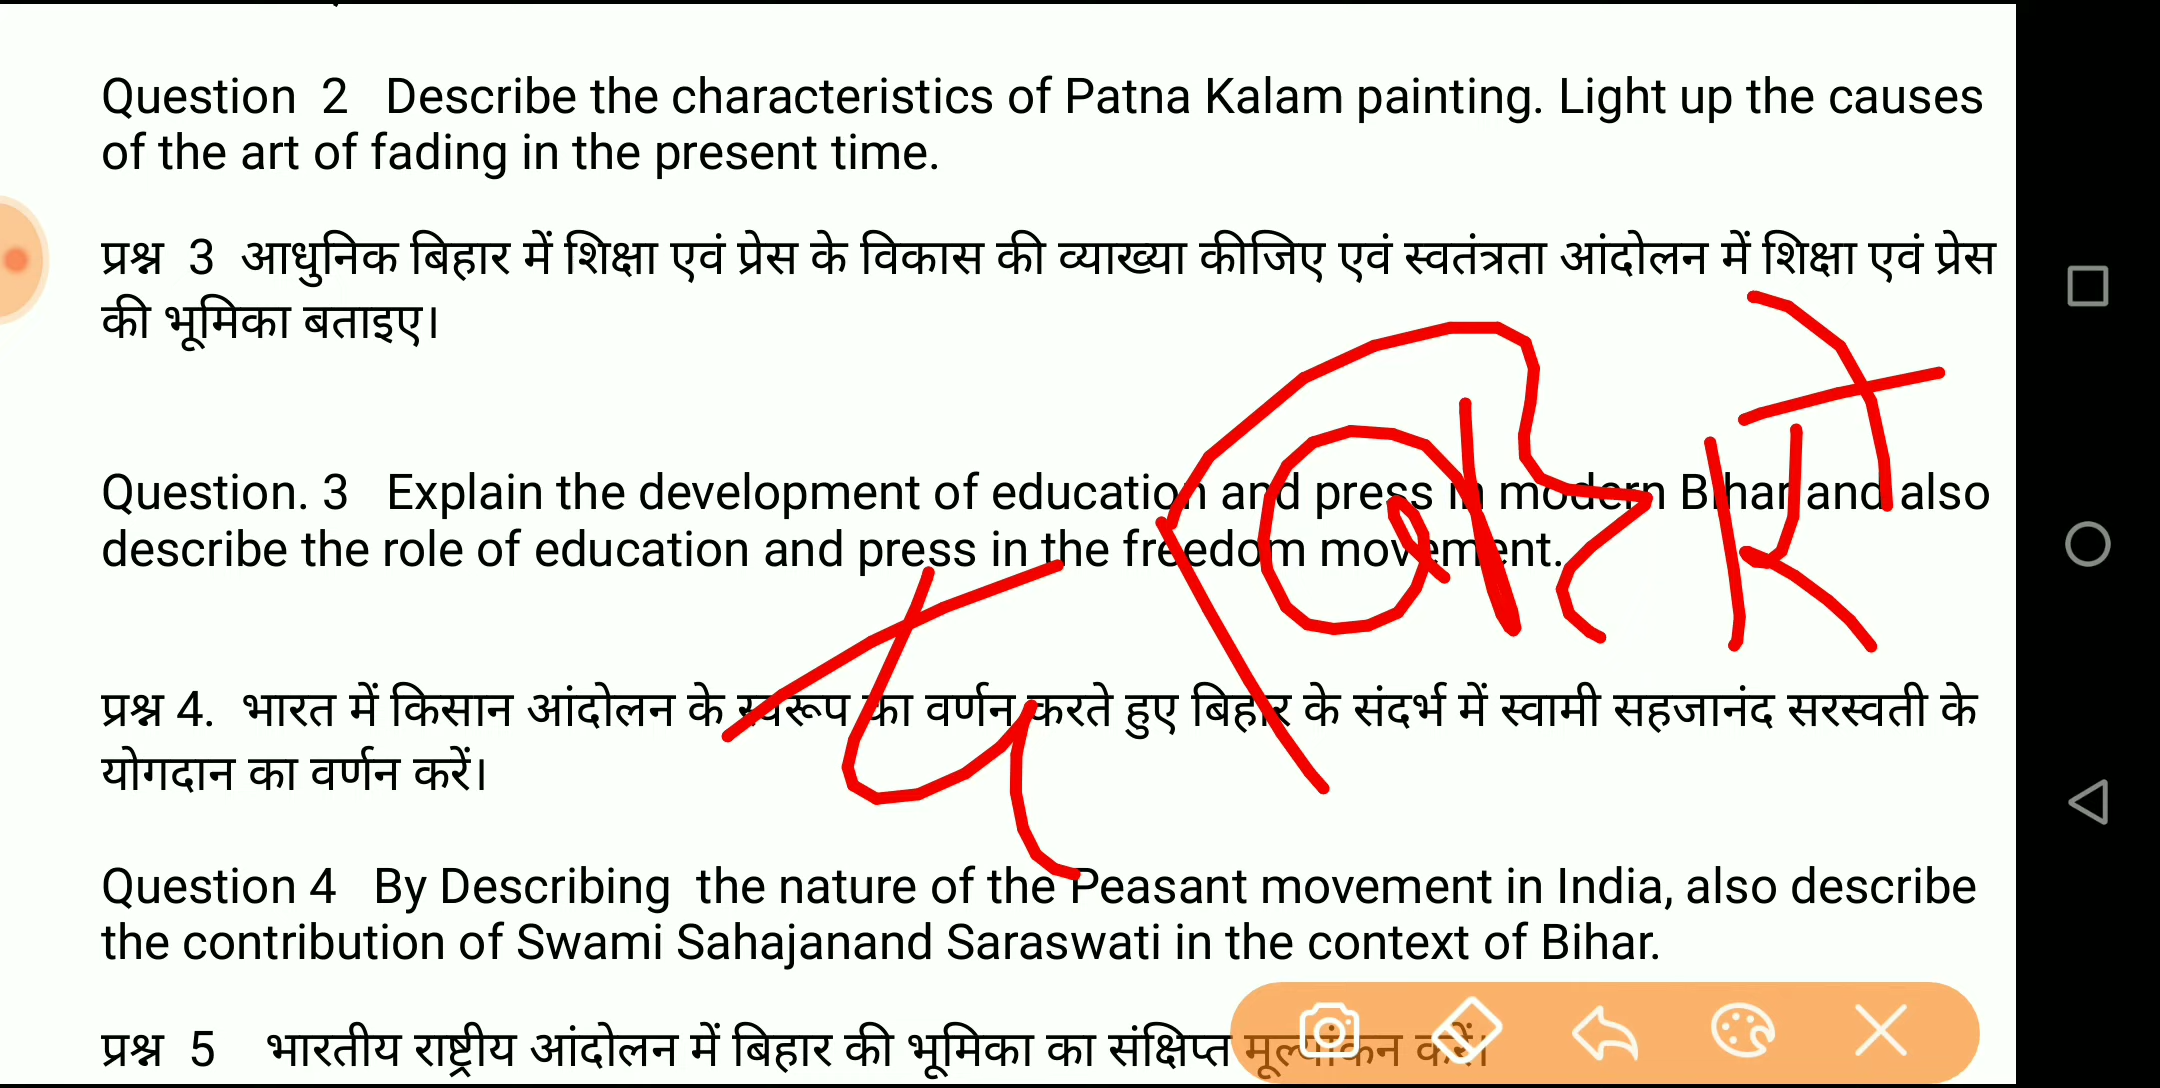 Question 2 Describe the characteristics of Patna Kalam painting. Light up the causes
of the art of fading in the present time.
प्रश्न 3 आधुनिक बिहार में शिक्षा एवं प्रेस के विकास की व्याख्या कीजिए एवं स्वतंत्रता आंदोलन में शिक्षा एवं प्रेस
की भूमिका बताइए।
Question. 3 Explain the development of education and press in modern Bihar and also
describe the role of education and press in the freedom movement.
प्रश्न 4. भारत में किसान आंदोलन के स्वरूप का वर्णन करते हुए बिहार के संदर्भ में स्वामी सहजानंद सरस्वती के
योगदान का वर्णन करें।
Question 4 By Describing the nature of the Peasant movement in India, also describe
the contribution of Swami Sahajanand Saraswati in the context of Bihar.
प्रश्न 5 भारतीय राष्ट्रीय आंदोलन में बिहार की भूमिका का संक्षिप्त मूल्यांकन करें।